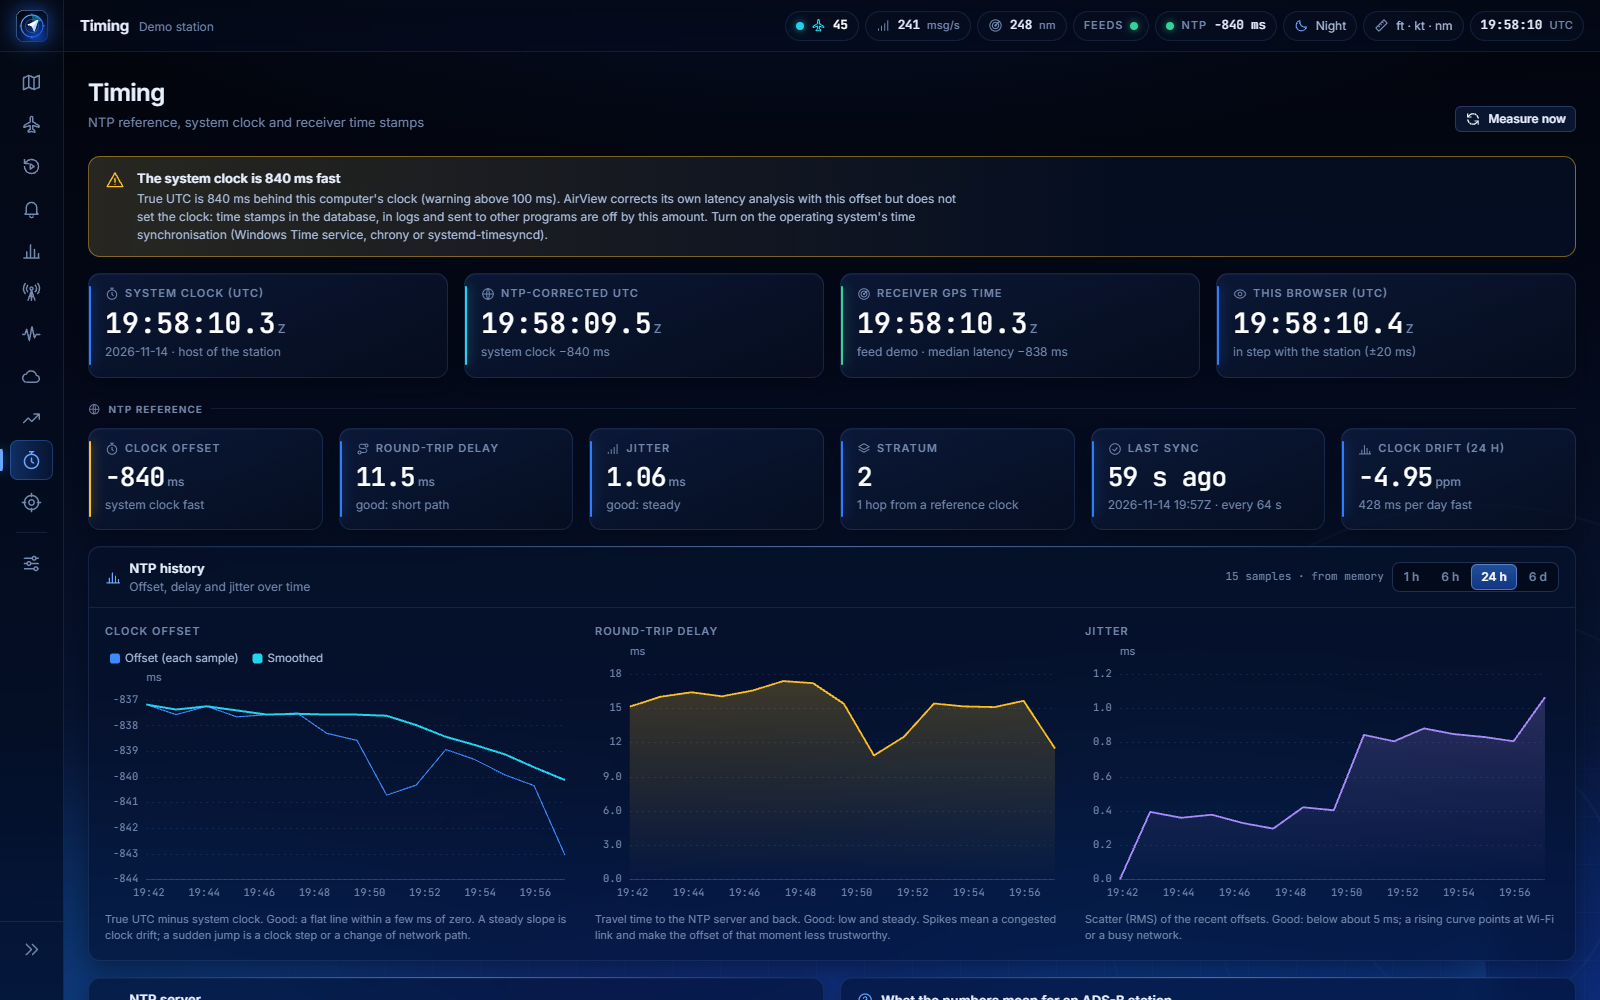 Timing Demo station
45
241 msg/s
248 nm
FEEDS
NTP -840 ms
Night
ft · kt · nm
19:58:10 UTC
Timing
NTP reference, system clock and receiver time stamps
Measure now
The system clock is 840 ms fast
True UTC is 840 ms behind this computer's clock (warning above 100 ms). AirView corrects its own latency analysis with this offset but does not
set the clock: time stamps in the database, in logs and sent to other programs are off by this amount. Turn on the operating system's time
synchronisation (Windows Time service, chrony or systemd-timesyncd).
SYSTEM CLOCK (UTC)
19:58:10.3 Z
2026-11-14 · host of the station
NTP-CORRECTED UTC
19:58:09.5 Z
system clock −840 ms
RECEIVER GPS TIME
19:58:10.3 Z
feed demo · median latency −838 ms
THIS BROWSER (UTC)
19:58:10.4 Z
in step with the station (±20 ms)
NTP REFERENCE
CLOCK OFFSET
-840 ms
system clock fast
ROUND-TRIP DELAY
11.5 ms
good: short path
JITTER
1.06 ms
good: steady
STRATUM
2
1 hop from a reference clock
LAST SYNC
59 s ago
2026-11-14 19:57Z · every 64 s
CLOCK DRIFT (24 H)
-4.95 ppm
428 ms per day fast
NTP history
Offset, delay and jitter over time
15 samples · from memory
1 h 6 h 24 h 6 d
CLOCK OFFSET
Offset (each sample) Smoothed
ms
-837
-838
-839
-840
-841
-842
-843
-844
19:42 19:44 19:46 19:48 19:50 19:52 19:54 19:56
True UTC minus system clock. Good: a flat line within a few ms of zero. A steady slope is
clock drift; a sudden jump is a clock step or a change of network path.
ROUND-TRIP DELAY
ms
18
15
12
9.0
6.0
3.0
0.0
19:42 19:44 19:46 19:48 19:50 19:52 19:54 19:56
Travel time to the NTP server and back. Good: low and steady. Spikes mean a congested
link and make the offset of that moment less trustworthy.
JITTER
ms
1.2
1.0
0.8
0.6
0.4
0.2
0.0
19:42 19:44 19:46 19:48 19:50 19:52 19:54 19:56
Scatter (RMS) of the recent offsets. Good: below about 5 ms; a rising curve points at Wi-Fi
or a busy network.
NTP server
What the numbers mean for an ADS-B station